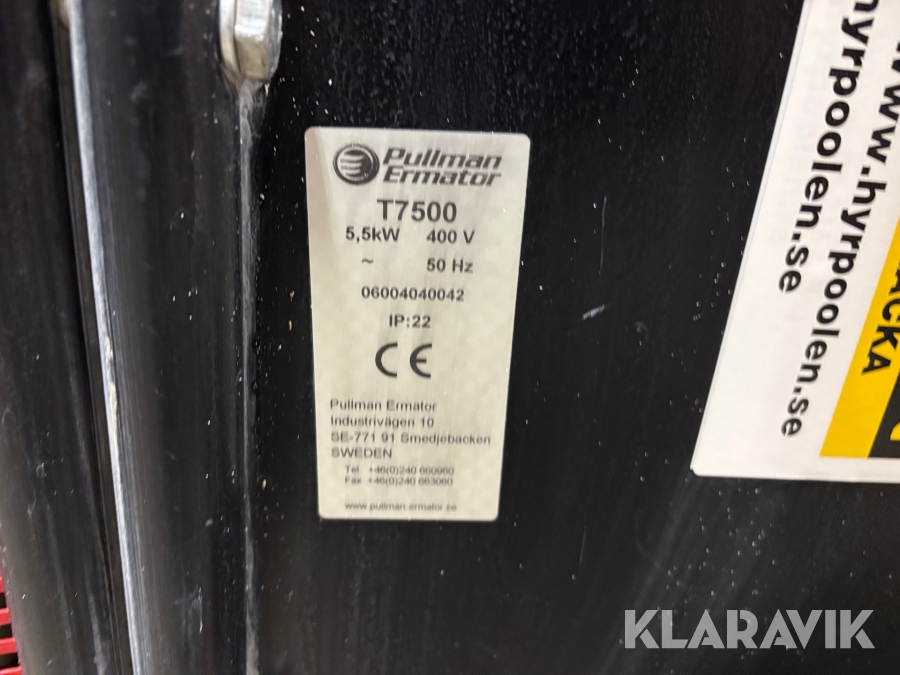 Pullman
Ermator
T7500
5,5kW 400 V
~ 50 Hz
06004040042
IP:22
CE
Pullman Ermator
Industrivägen 10
SE-771 91 Smedjebacken
SWEDEN
Tel +46(0)240 660960
Fax +46(0)240 663060
www.pullman-ermator.se
hyrpoolen.se
www.hyrpoolen.se
KLARAVIK